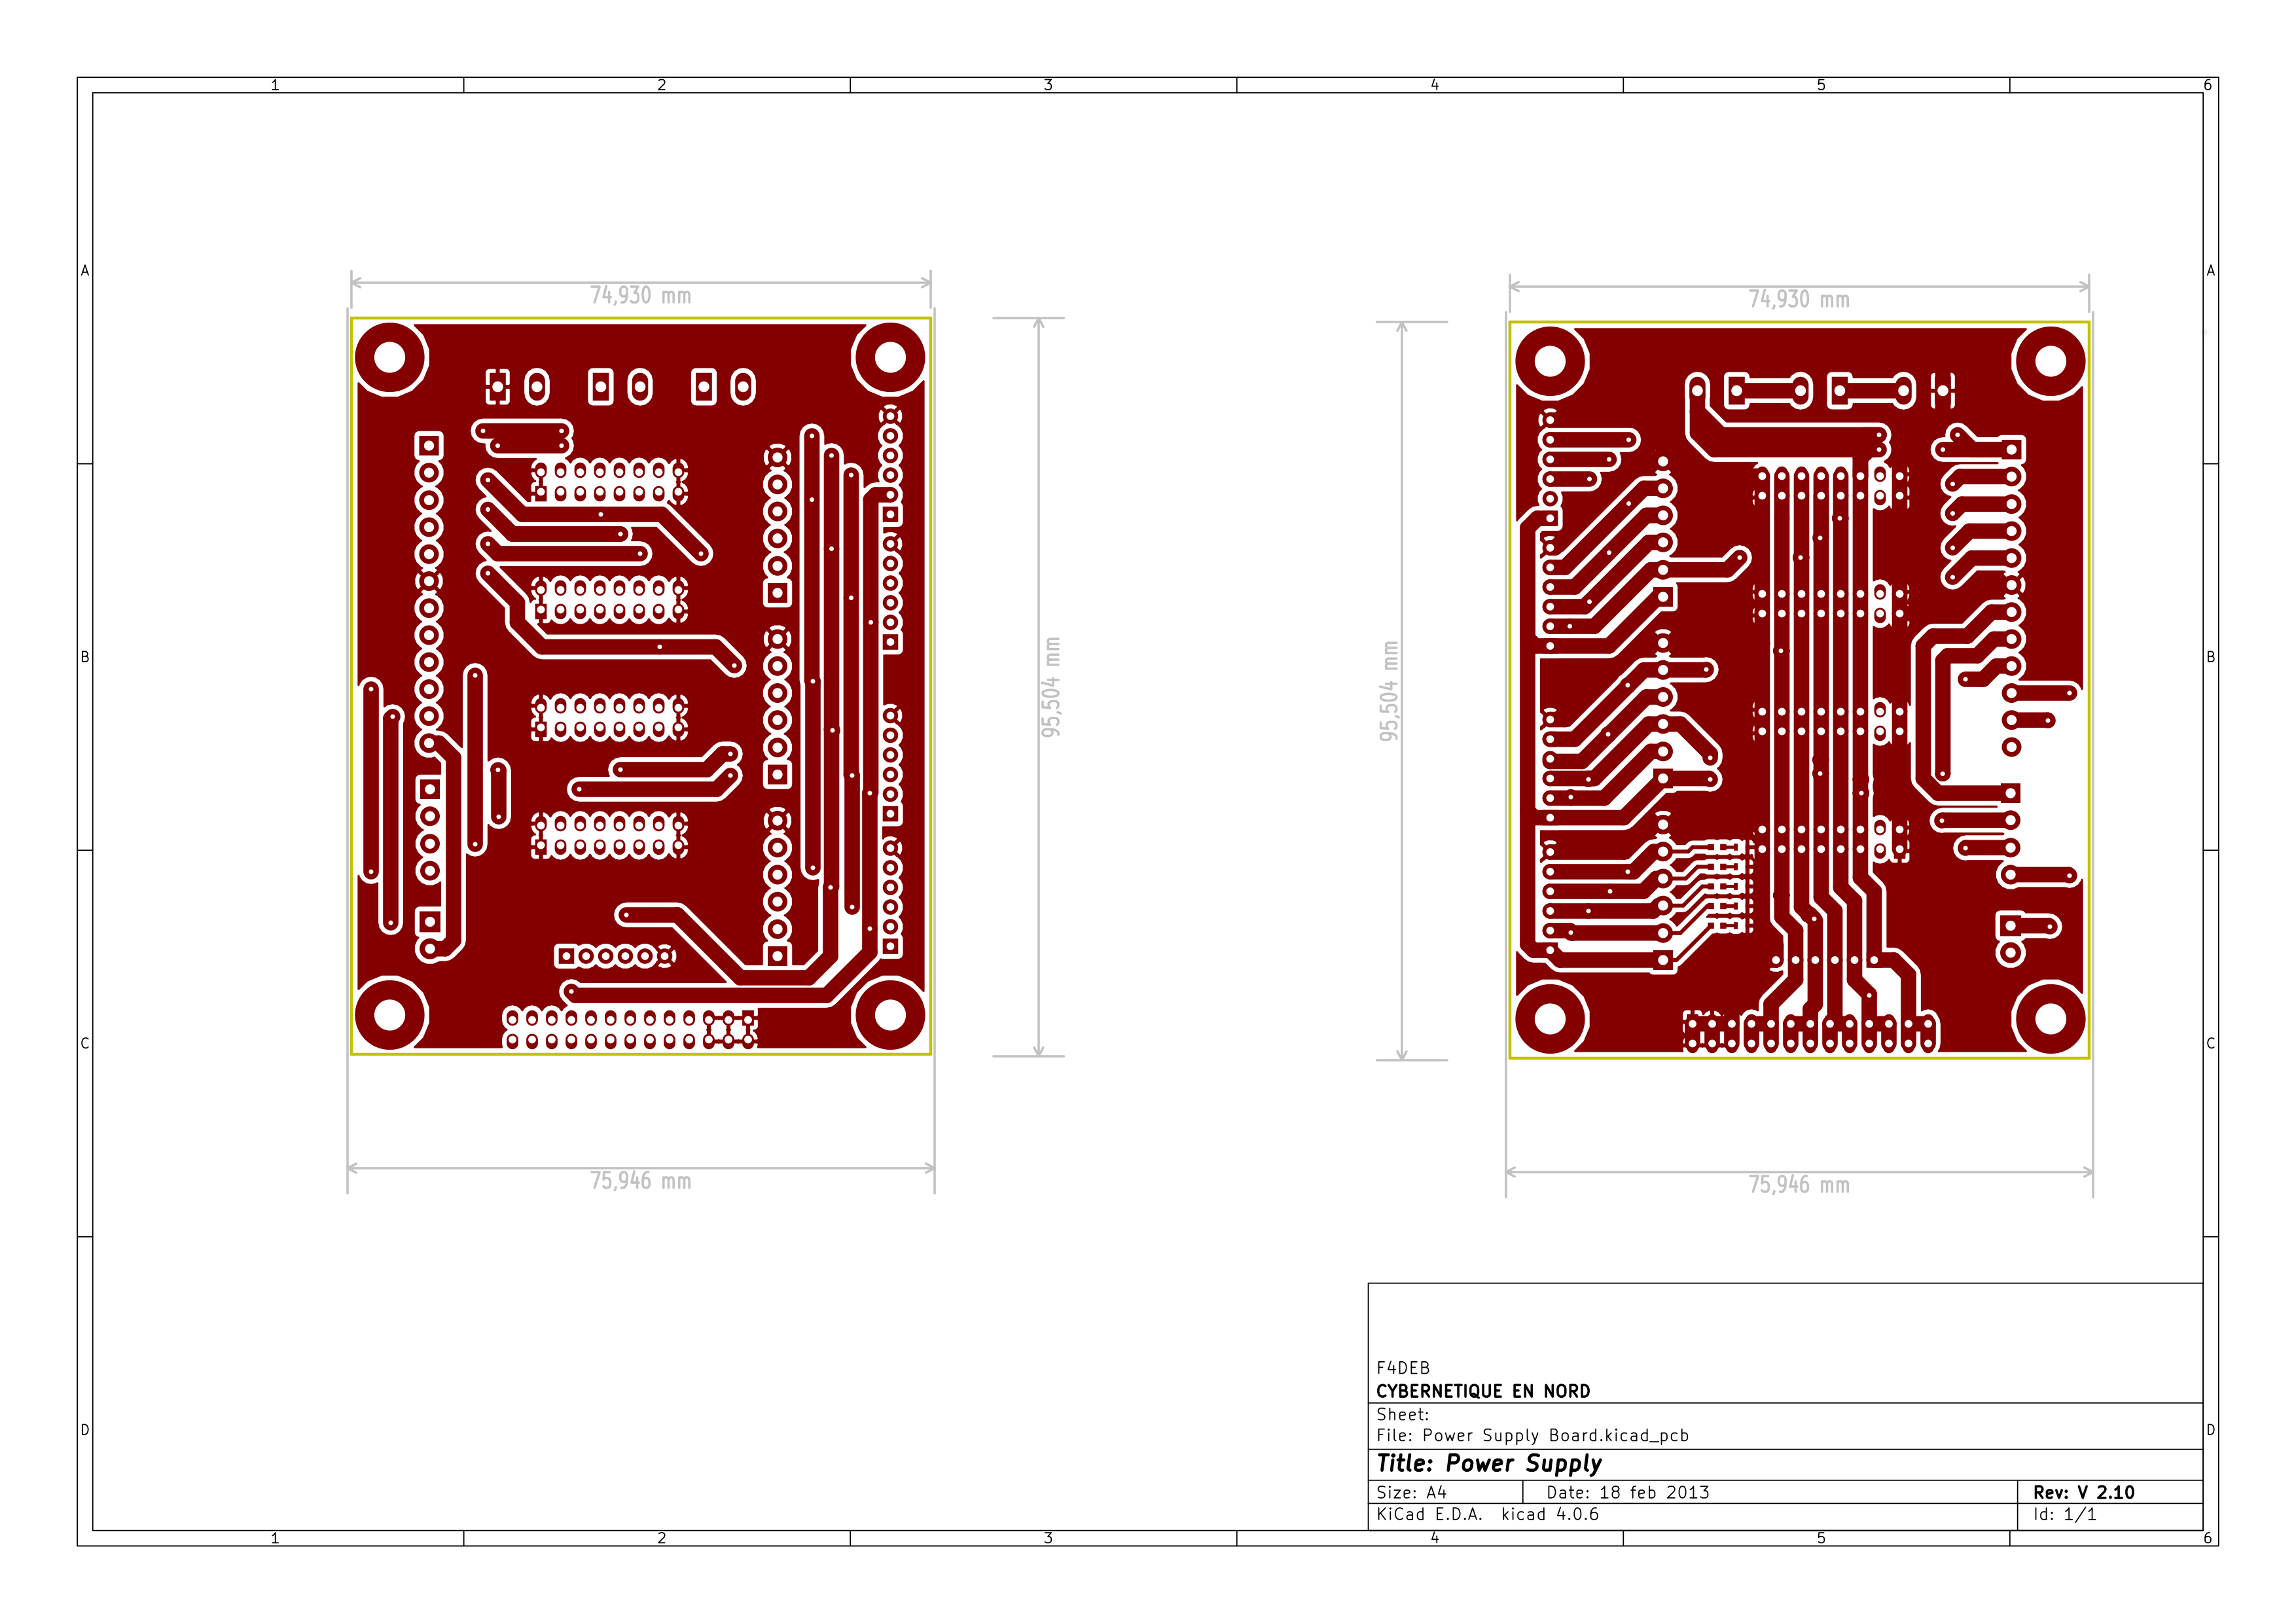 1 2 3 4 5 6
A A
74,930 mm 74,930 mm
B B
95,504 mm 95,504 mm
C C
75,946 mm 75,946 mm
F4DEB
CYBERNETIQUE EN NORD
Sheet:
File: Power Supply Board.kicad_pcb
D D
Title: Power Supply
Size: A4 Date: 18 feb 2013 Rev: V 2.10
KiCad E.D.A. kicad 4.0.6 Id: 1/1
1 2 3 4 5 6